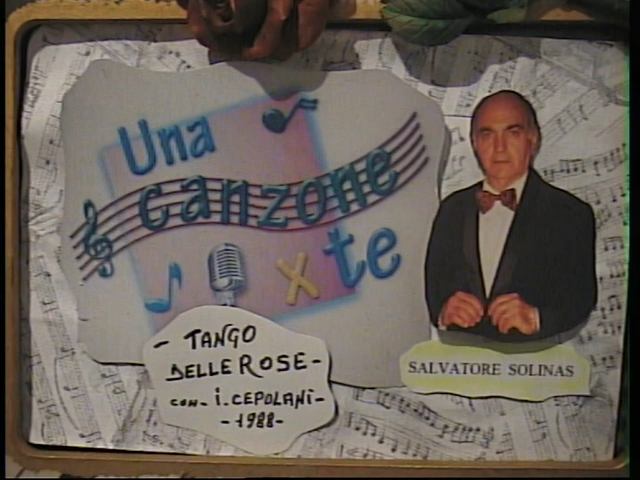 Una
canzone
x te
- TANGO
DELLE ROSE -
con - i. CEPOLANI -
- 1988 -
SALVATORE SOLINAS